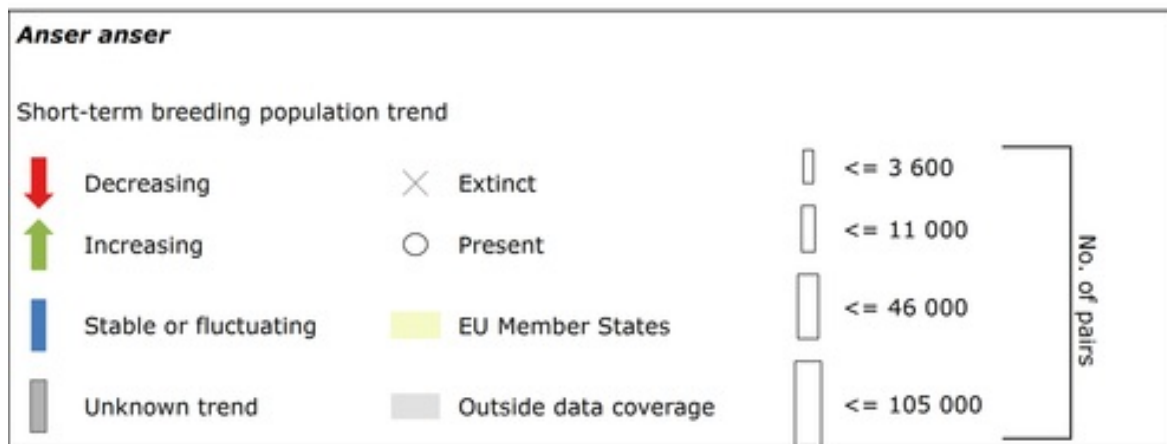 Anser anser
Short-term breeding population trend
Decreasing
Extinct
<= 3 600
Increasing
Present
<= 11 000
Stable or fluctuating
EU Member States
<= 46 000
Unknown trend
Outside data coverage
<= 105 000
No. of pairs